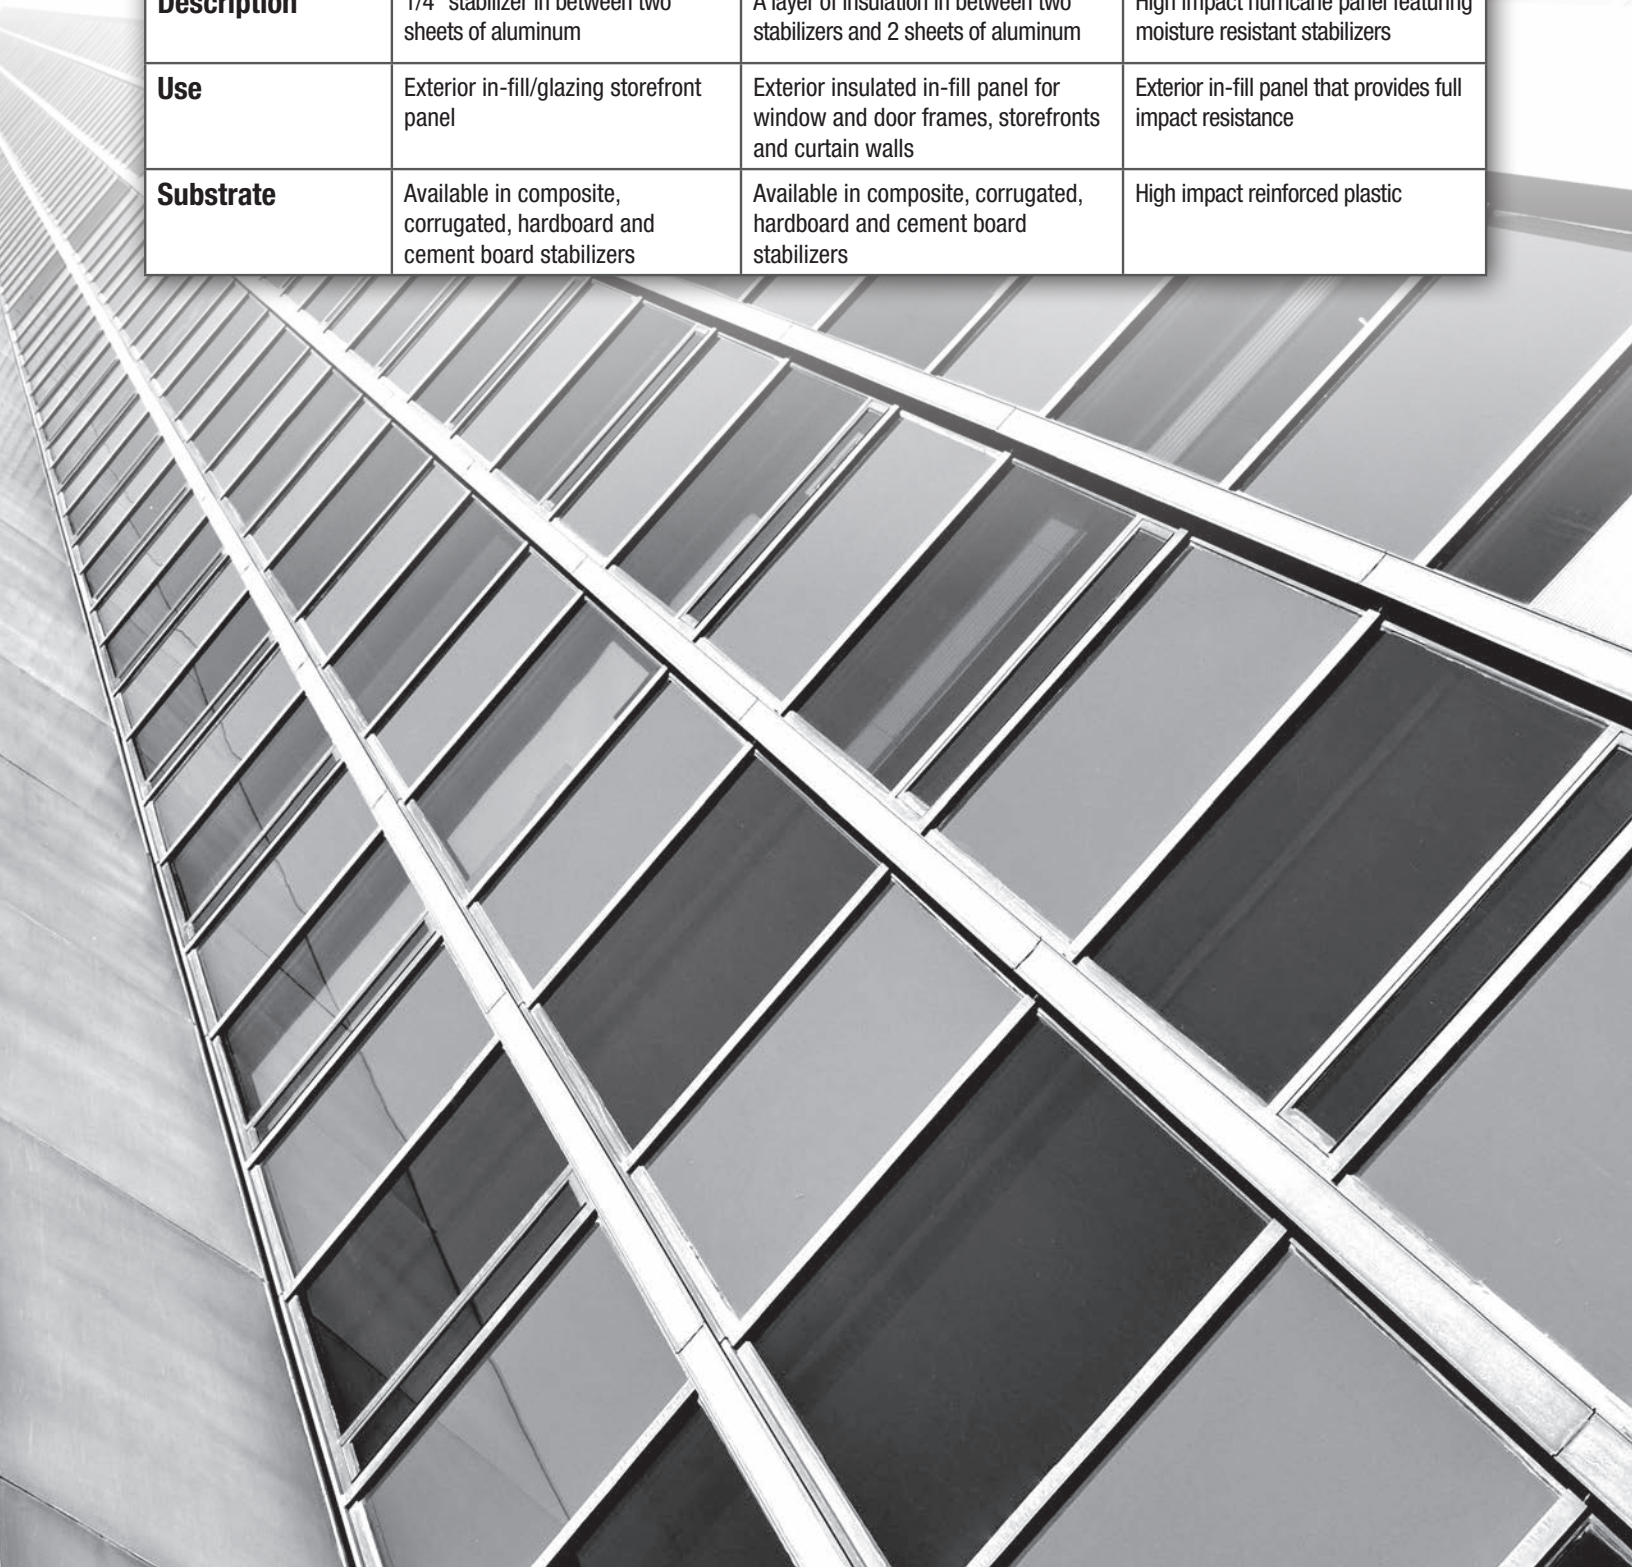 Description
1/4" stabilizer in between two
sheets of aluminum
A layer of insulation in between two
stabilizers and 2 sheets of aluminum
High impact hurricane panel featuring
moisture resistant stabilizers
Use
Exterior in-fill/glazing storefront
panel
Exterior insulated in-fill panel for
window and door frames, storefronts
and curtain walls
Exterior in-fill panel that provides full
impact resistance
Substrate
Available in composite,
corrugated, hardboard and
cement board stabilizers
Available in composite, corrugated,
hardboard and cement board
stabilizers
High impact reinforced plastic